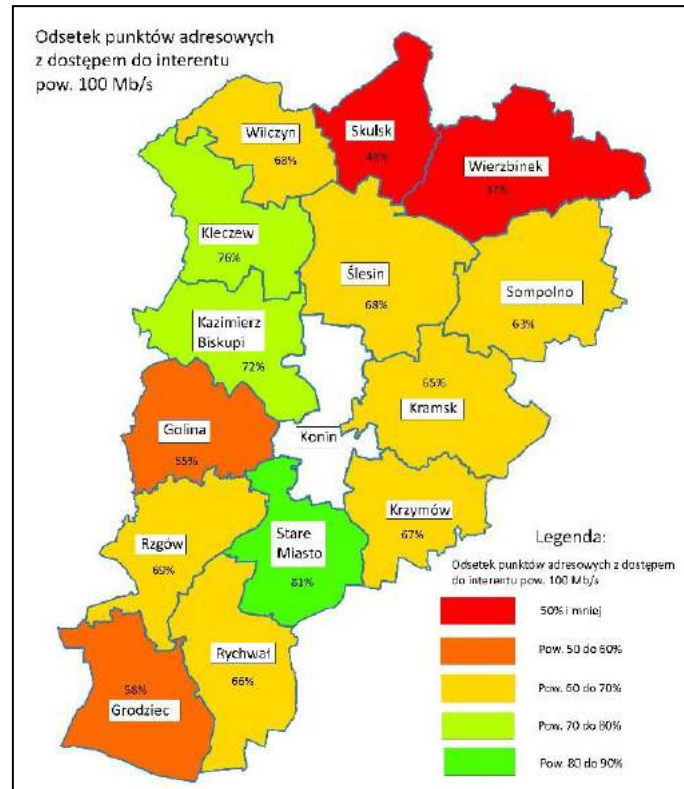 Odsetek punktów adresowych
z dostępem do interentu
pow. 100 Mb/s
Wilczyn
68%
Skulsk
48%
Wierzbinek
Kleczew
76%
Ślesin
68%
Sompolno
63%
Kazimierz
Biskupi
72%
65%
Kramsk
Golina
55%
Konin
Krzymów
67%
Stare
Miasto
81%
Rzgów
69%
Rychwał
66%
58%
Grodziec
Legenda:
Odsetek punktów adresowych z dostępem
do interentu pow. 100 Mb/s
50% i mniej
Pow. 50 do 60%
Pow. 60 do 70%
Pow. 70 do 80%
Pow. 80 do 90%